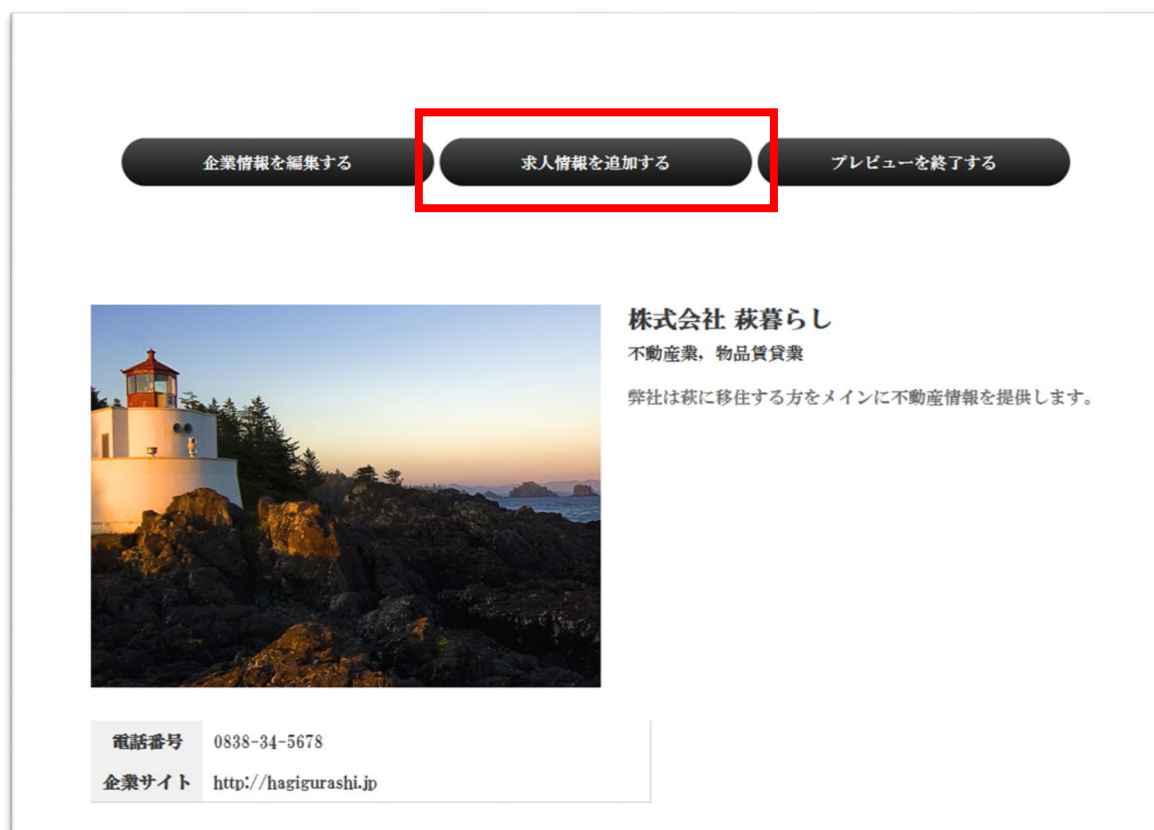 企業情報を編集する
求人情報を追加する
プレビューを終了する
株式会社 萩暮らし
不動産業，物品賃貸業
弊社は萩に移住する方をメインに不動産情報を提供します。
電話番号 0838-34-5678
企業サイト http://hagigurashi.jp